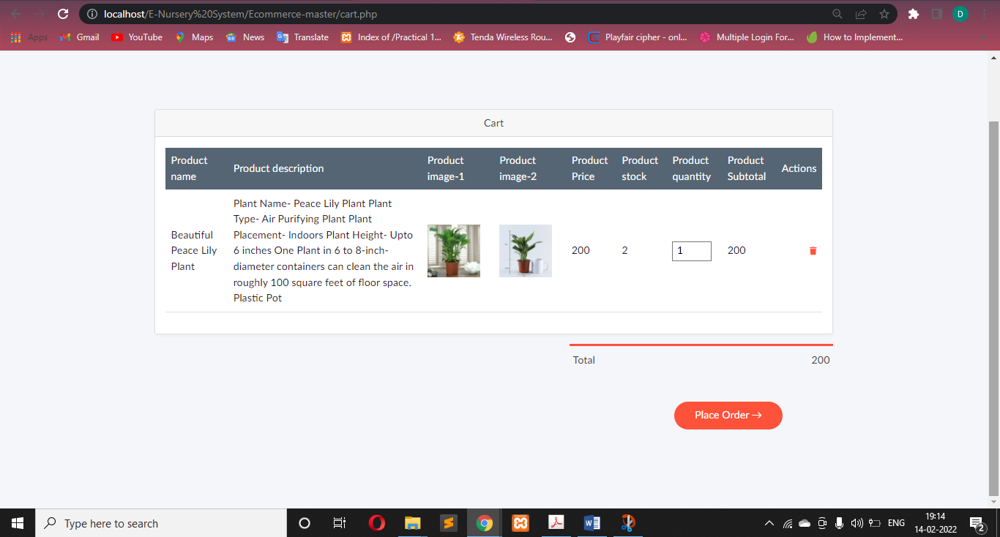 localhost/E-Nursery%20System/Ecommerce-master/cart.php
D
Apps Gmail YouTube Maps News Translate Index of /Practical 1... Tenda Wireless Rou... Playfair cipher - onl... Multiple Login For... How to Implement...
Cart
Product name
Product description
Product image-1
Product image-2
Product Price
Product stock
Product quantity
Product Subtotal
Actions
Beautiful
Peace Lily
Plant
Plant Name- Peace Lily Plant Plant
Type- Air Purifying Plant Plant
Placement- Indoors Plant Height- Upto
6 inches One Plant in 6 to 8-inch-
diameter containers can clean the air in
roughly 100 square feet of floor space.
Plastic Pot
200
2
1
200
Total 200
Place Order →
Type here to search
ENG
19:14
14-02-2022
2